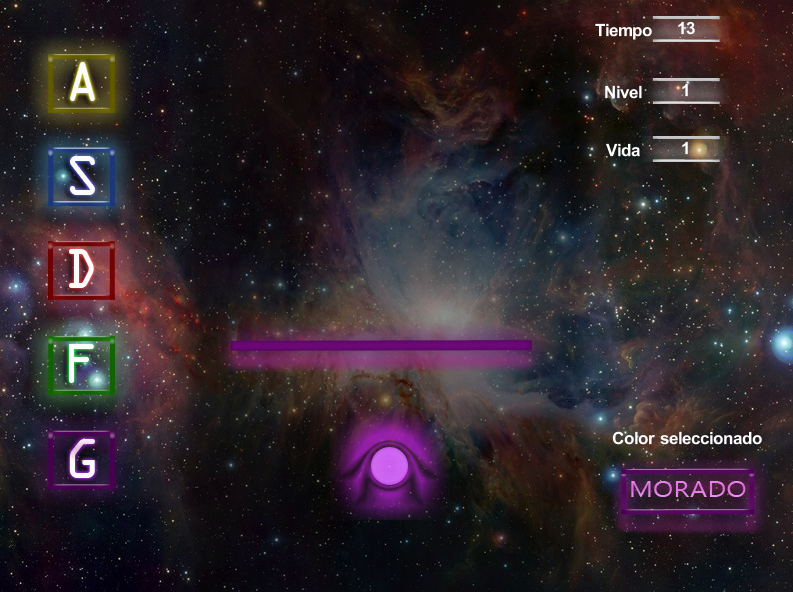 A
S
D
F
G
Tiempo 13
Nivel 1
Vida 1
Color seleccionado
MORADO